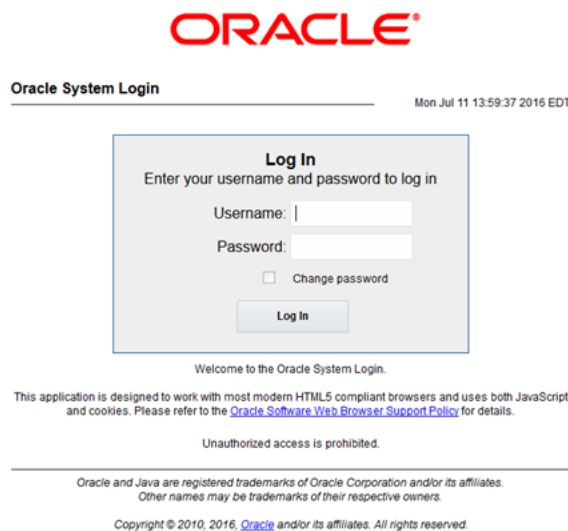 ORACLE®
Oracle System Login
Mon Jul 11 13:59:37 2016 EDT
Log In
Enter your username and password to log in
Username:
Password:
Change password
Log In
Welcome to the Oracle System Login.
This application is designed to work with most modern HTML5 compliant browsers and uses both JavaScript
and cookies. Please refer to the Oracle Software Web Browser Support Policy for details.
Unauthorized access is prohibited.
Oracle and Java are registered trademarks of Oracle Corporation and/or its affiliates.
Other names may be trademarks of their respective owners.
Copyright © 2010, 2016, Oracle and/or its affiliates. All rights reserved.